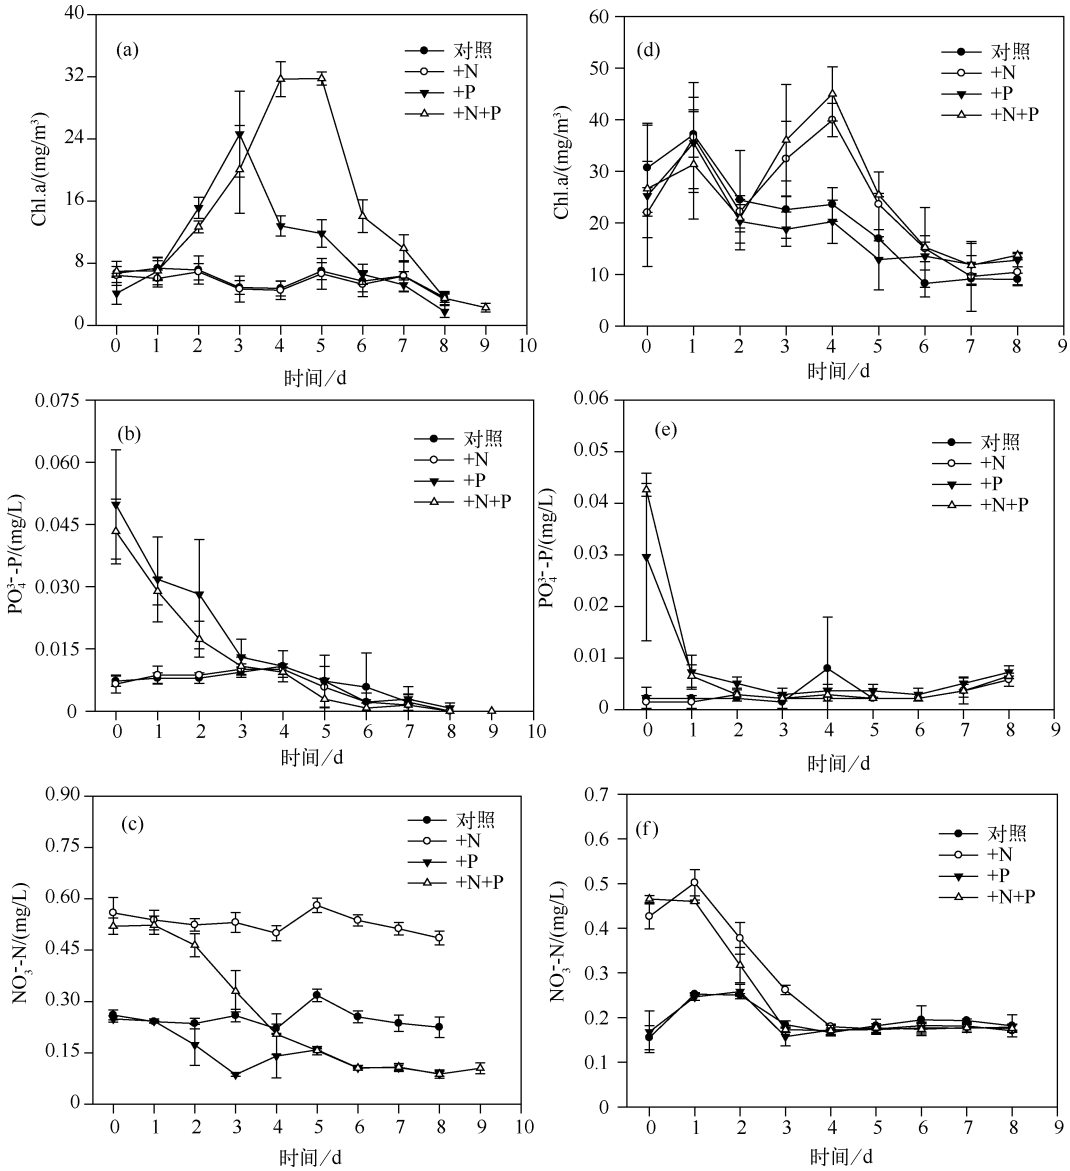 40
32
24
16
8
0
Chl.a/(mg/m³)
(a)
对照
+N
+P
+N+P
0 1 2 3 4 5 6 7 8 9 10
时间/d
60
50
40
30
20
10
0
Chl.a/(mg/m³)
(d)
对照
+N
+P
+N+P
0 1 2 3 4 5 6 7 8 9
时间/d
0.075
0.060
0.045
0.030
0.015
0
PO₄³⁻-P/(mg/L)
(b)
对照
+N
+P
+N+P
0 1 2 3 4 5 6 7 8 9 10
时间/d
0.06
0.05
0.04
0.03
0.02
0.01
0
PO₄³⁻-P/(mg/L)
(e)
对照
+N
+P
+N+P
0 1 2 3 4 5 6 7 8 9
时间/d
0.90
0.75
0.60
0.45
0.30
0.15
0
NO₃⁻-N/(mg/L)
(c)
对照
+N
+P
+N+P
0 1 2 3 4 5 6 7 8 9 10
时间/d
0.7
0.6
0.5
0.4
0.3
0.2
0.1
0
NO₃⁻-N/(mg/L)
(f)
对照
+N
+P
+N+P
0 1 2 3 4 5 6 7 8 9
时间/d